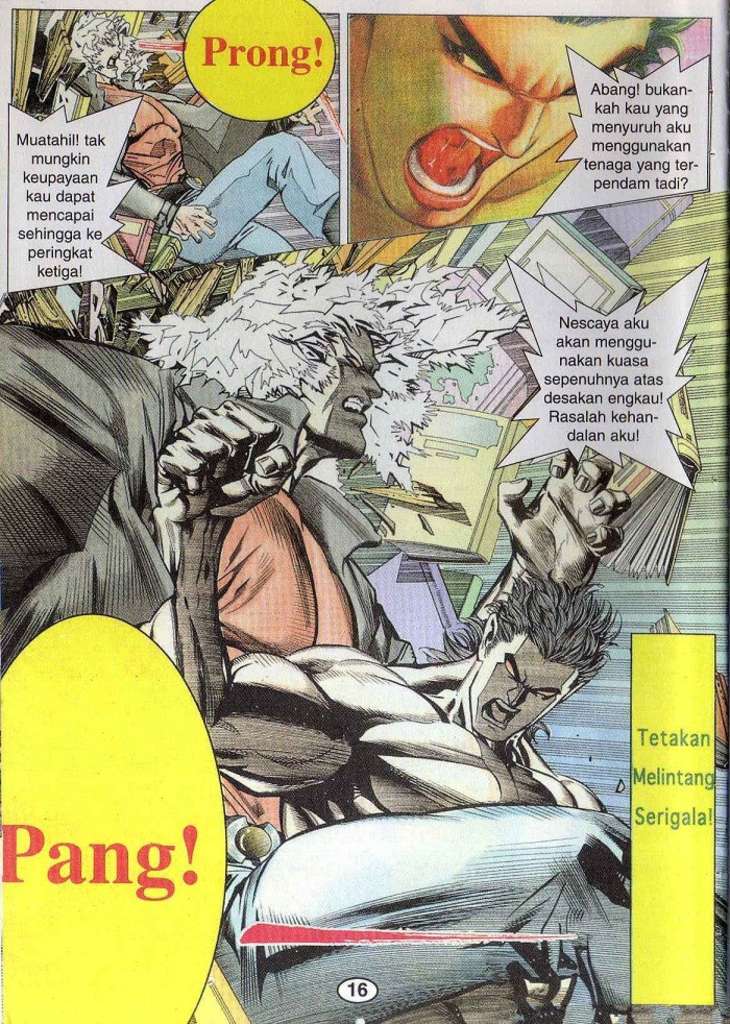 Prong!
Muatahil! tak
mungkin
keupayaan
kau dapat
mencapai
sehingga ke
peringkat
ketiga!
Abang! bukan-
kah kau yang
menyuruh aku
menggunakan
tenaga yang ter-
pendam tadi?
Nescaya aku
akan menggu-
nakan kuasa
sepenuhnya atas
desakan engkau!
Rasalah kehan-
dalan aku!
Tetakan
Melintang
Serigala!
Pang!
16